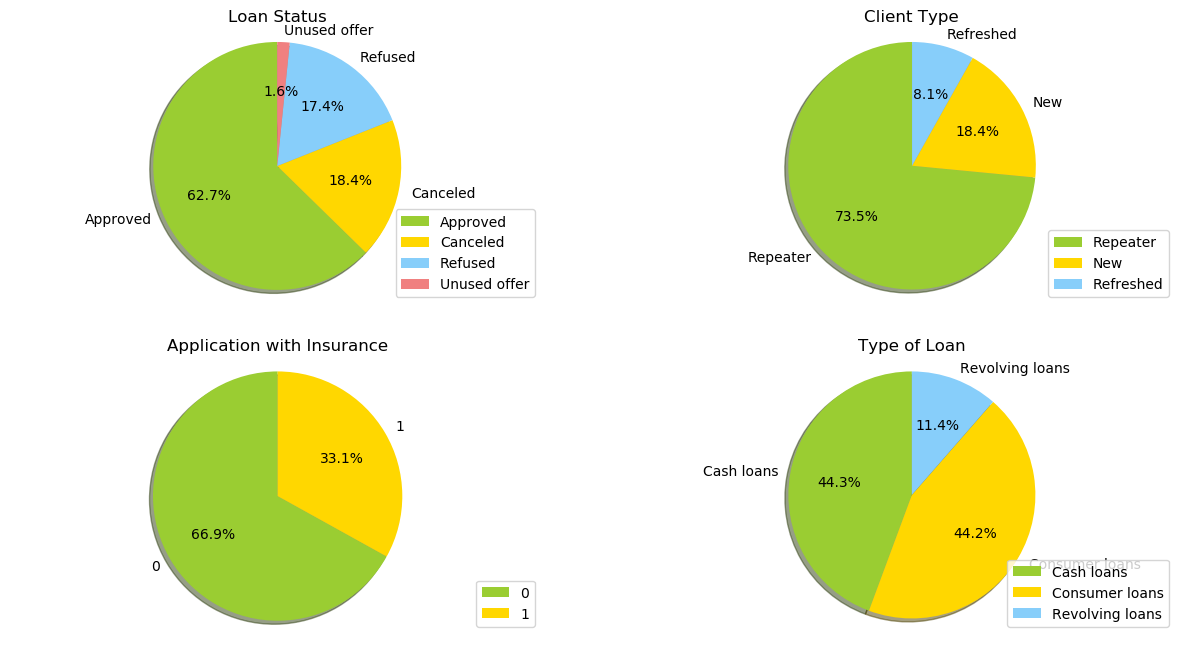 Loan Status
Unused offer
Refused
1.6%
17.4%
18.4%
Canceled
62.7%
Approved
Approved
Canceled
Refused
Unused offer
Client Type
Refreshed
8.1%
New
18.4%
73.5%
Repeater
Repeater
New
Refreshed
Application with Insurance
1
33.1%
66.9%
0
0
1
Type of Loan
Revolving loans
11.4%
Cash loans
44.3%
44.2%
Consumer loans
Cash loans
Consumer loans
Revolving loans